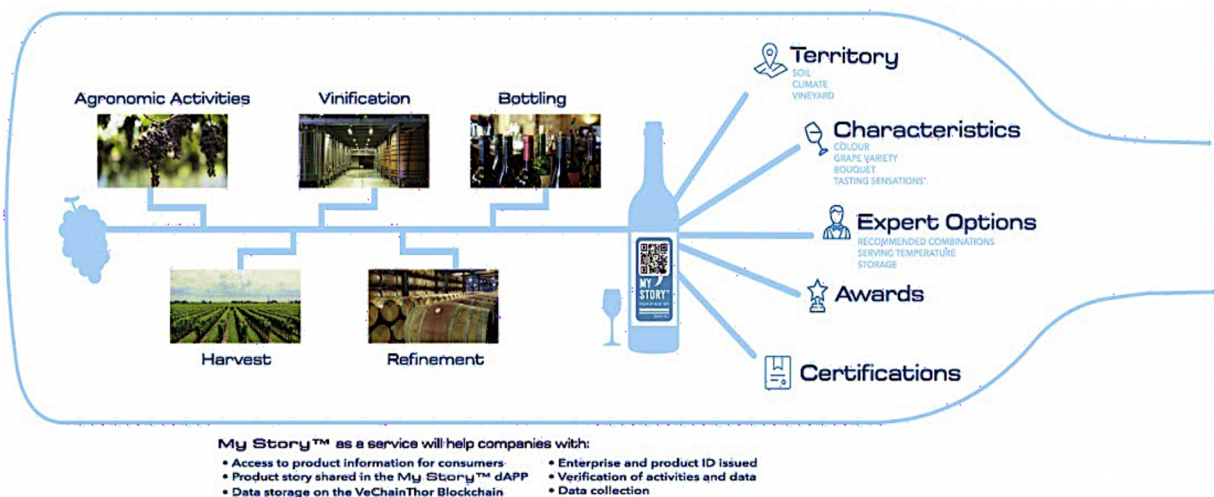 Agronomic Activities
Vinification
Bottling
Harvest
Refinement
MY
STORY™
Territory
SOIL
CLIMATE
VINEYARD
Characteristics
COLOUR
GRAPE VARIETY
BOUQUET
TASTING SENSATIONS
Expert Options
RECOMMENDED COMBINATIONS
SERVING TEMPERATURE
STORAGE
Awards
Certifications
My Story™ as a service will help companies with:
• Access to product information for consumers
• Product story shared in the My Story™ dAPP
• Data storage on the VeChainThor Blockchain
• Enterprise and product ID issued
• Verification of activities and data
• Data collection